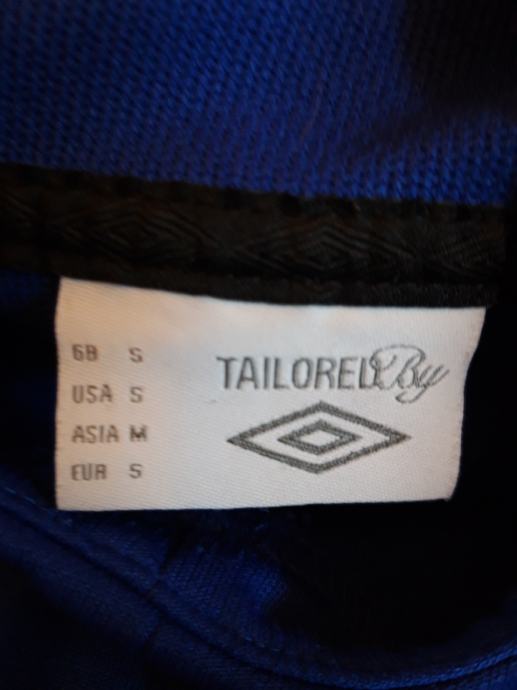 GB S
USA S
ASIA M
EUR S
TAILORED By